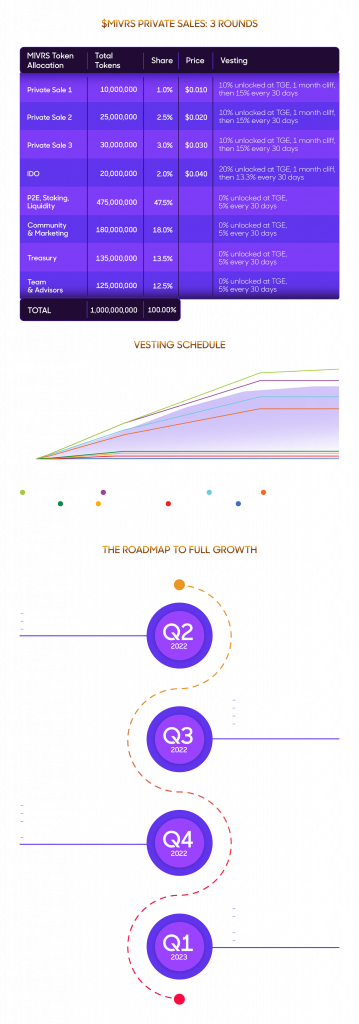 $MIVRS PRIVATE SALES: 3 ROUNDS
MIVRS Token Allocation | Total Tokens | Share | Price | Vesting
Private Sale 1 | 10,000,000 | 1.0% | $0.010 | 10% unlocked at TGE, 1 month cliff, then 15% every 30 days
Private Sale 2 | 25,000,000 | 2.5% | $0.020 | 10% unlocked at TGE, 1 month cliff, then 15% every 30 days
Private Sale 3 | 30,000,000 | 3.0% | $0.030 | 10% unlocked at TGE, 1 month cliff, then 15% every 30 days
IDO | 20,000,000 | 2.0% | $0.040 | 20% unlocked at TGE, 1 month cliff, then 13.3% every 30 days
P2E, Staking, Liquidity | 475,000,000 | 47.5% | 0% unlocked at TGE, 5% every 30 days
Community & Marketing | 180,000,000 | 18.0% | 0% unlocked at TGE, 5% every 30 days
Treasury | 135,000,000 | 13.5% | 0% unlocked at TGE, 5% every 30 days
Team & Advisors | 125,000,000 | 12.5% | 0% unlocked at TGE, 5% every 30 days
TOTAL | 1,000,000,000 | 100.00%
VESTING SCHEDULE
THE ROADMAP TO FULL GROWTH
Q2
2022
Q3
2022
Q4
2022
Q1
2023